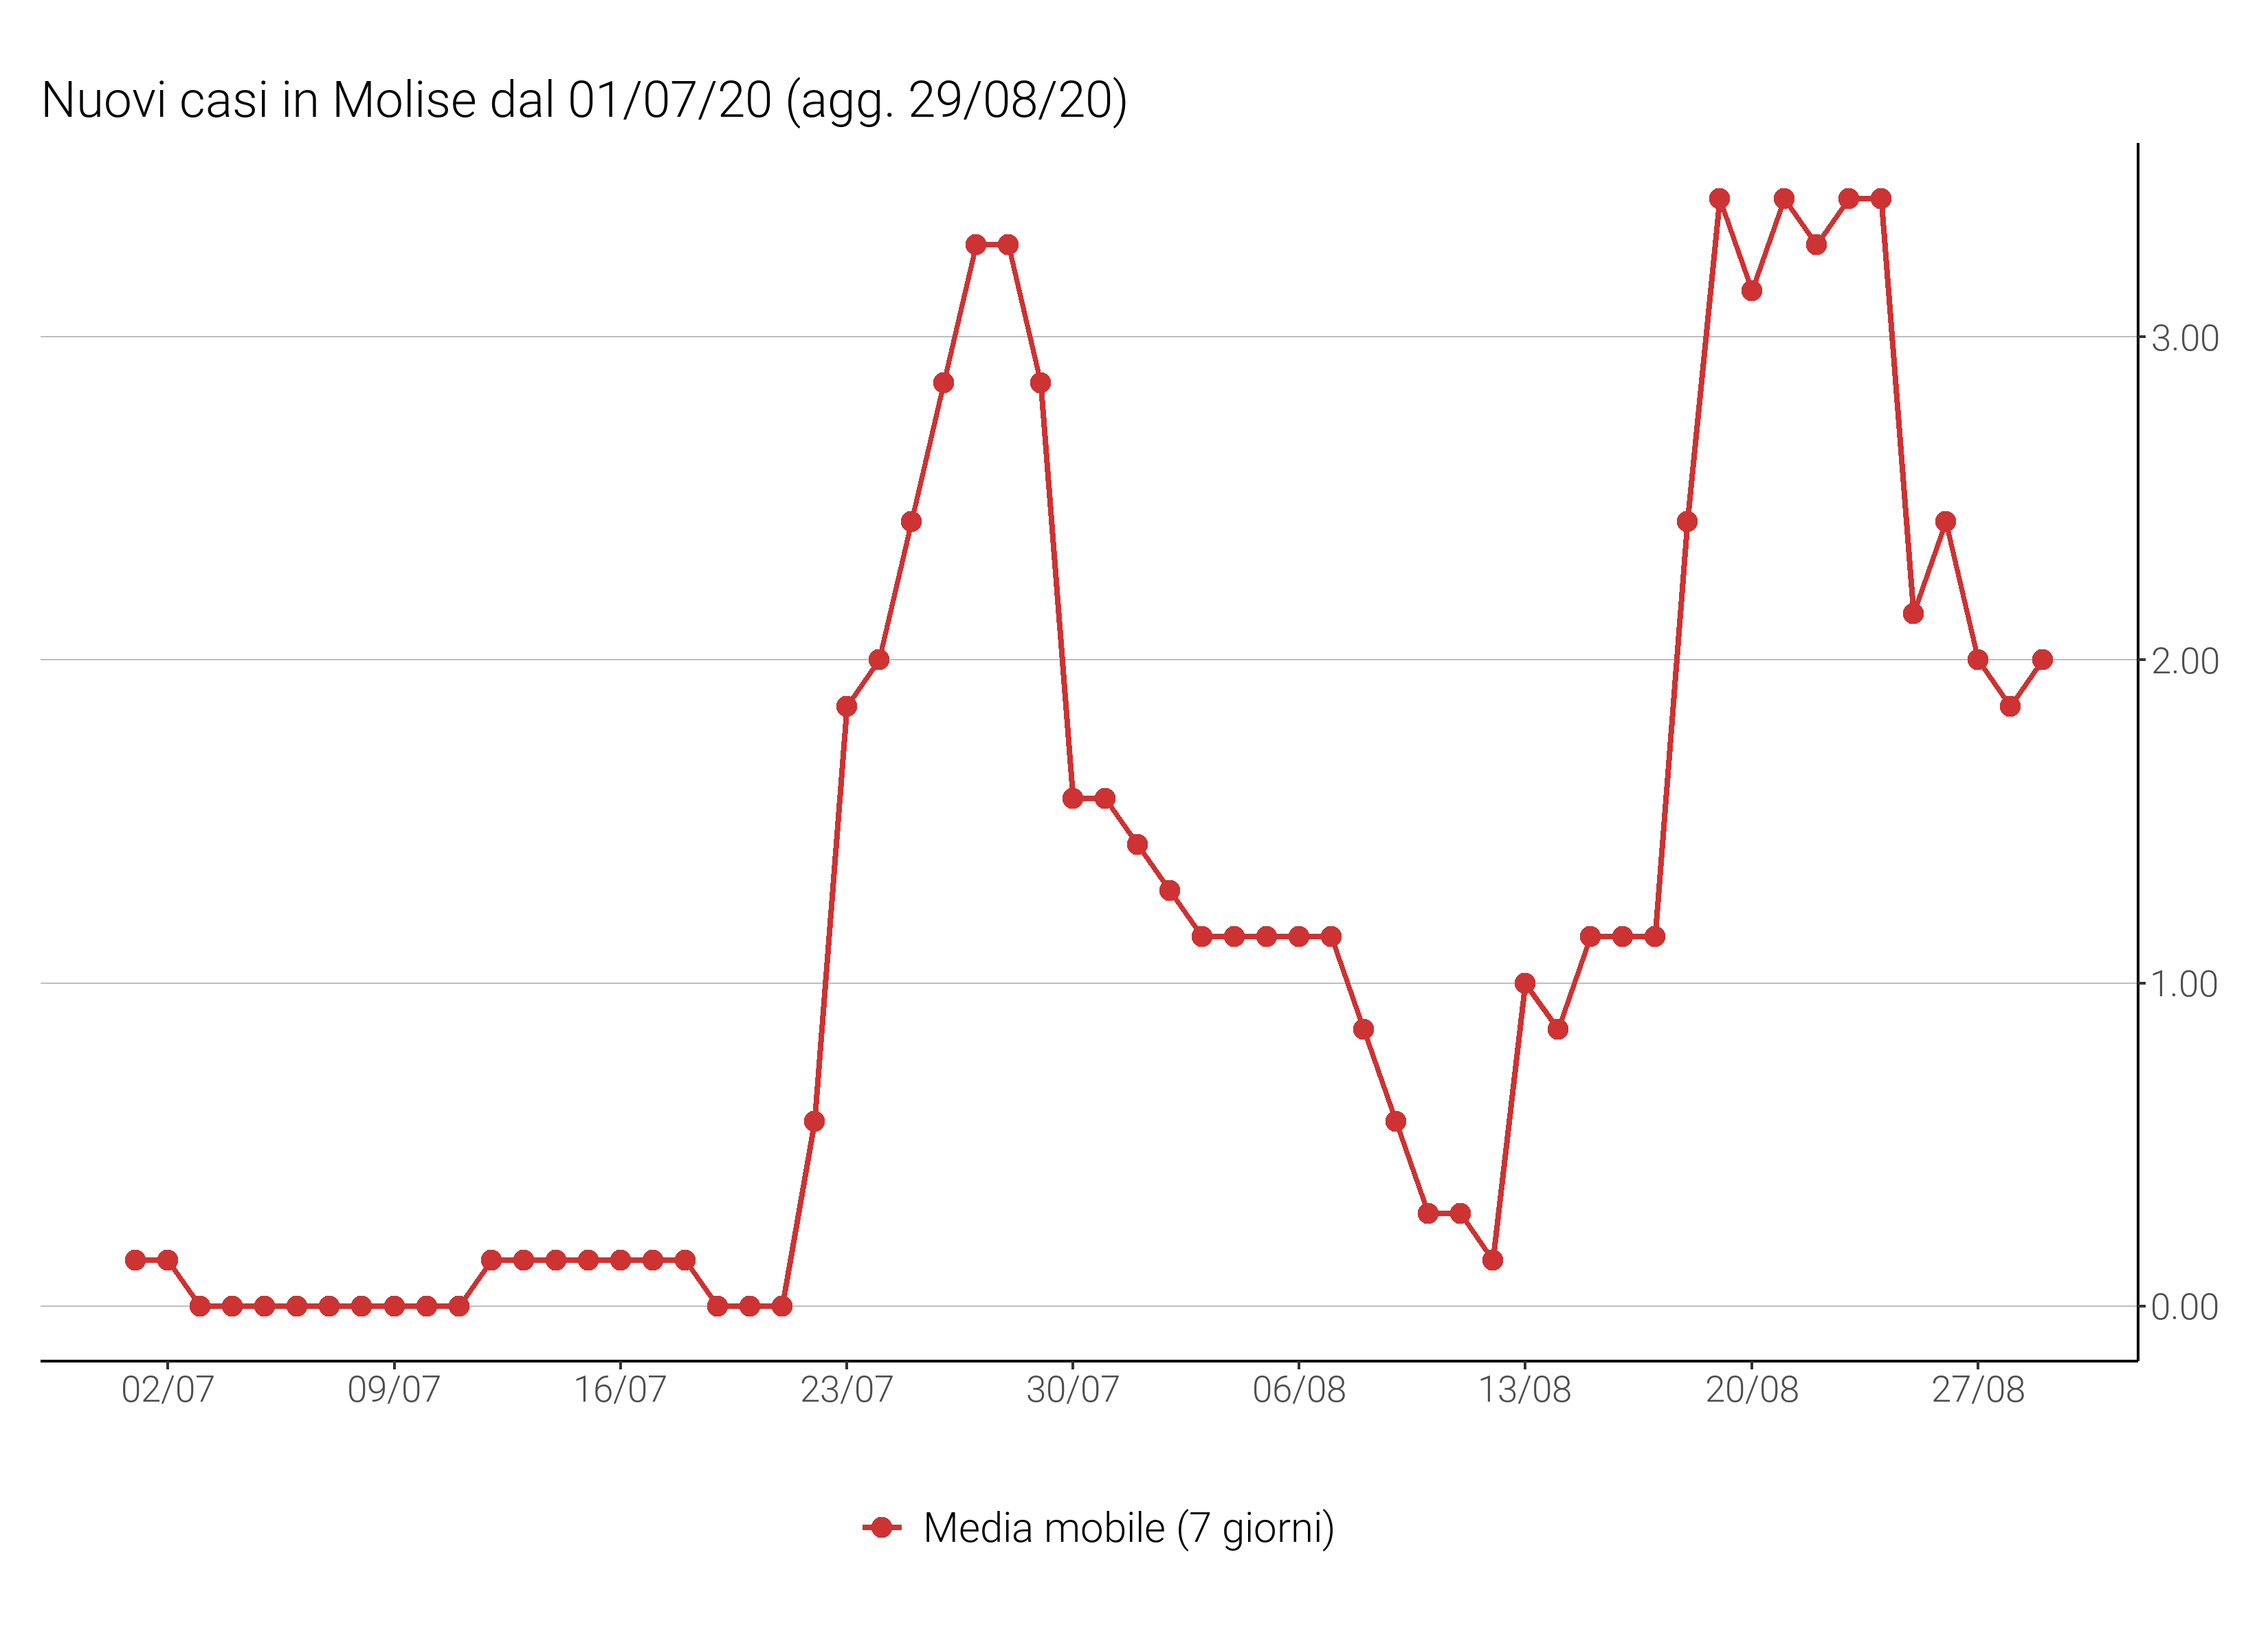 Nuovi casi in Molise dal 01/07/20 (agg. 29/08/20)
3.00
2.00
1.00
0.00
02/07 09/07 16/07 23/07 30/07 06/08 13/08 20/08 27/08
Media mobile (7 giorni)